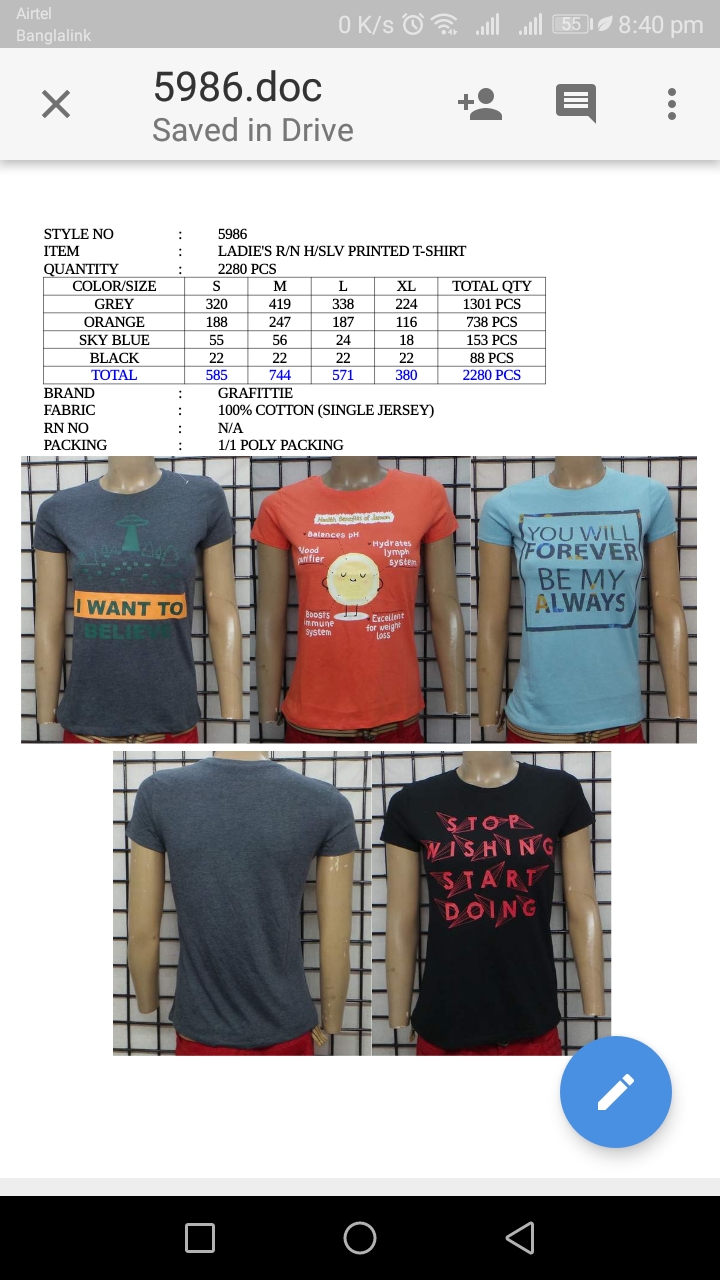 Airtel
Banglalink
0 K/s 55 8:40 pm
5986.doc
Saved in Drive
STYLE NO : 5986
ITEM : LADIE'S R/N H/SLV PRINTED T-SHIRT
QUANTITY : 2280 PCS
COLOR/SIZE S M L XL TOTAL QTY
GREY 320 419 338 224 1301 PCS
ORANGE 188 247 187 116 738 PCS
SKY BLUE 55 56 24 18 153 PCS
BLACK 22 22 22 22 88 PCS
TOTAL 585 744 571 380 2280 PCS
BRAND : GRAFITTIE
FABRIC : 100% COTTON (SINGLE JERSEY)
RN NO : N/A
PACKING : 1/1 POLY PACKING
I WANT TO
BELIEVE
Health Benefits of Lemon
Balances pH
Blood
purifier
Hydrates
lymph
system
Boosts
immune
system
Excellent
for weight
loss
YOU WILL
FOREVER
BE MY
ALWAYS
STOP
WISHING
START
DOING